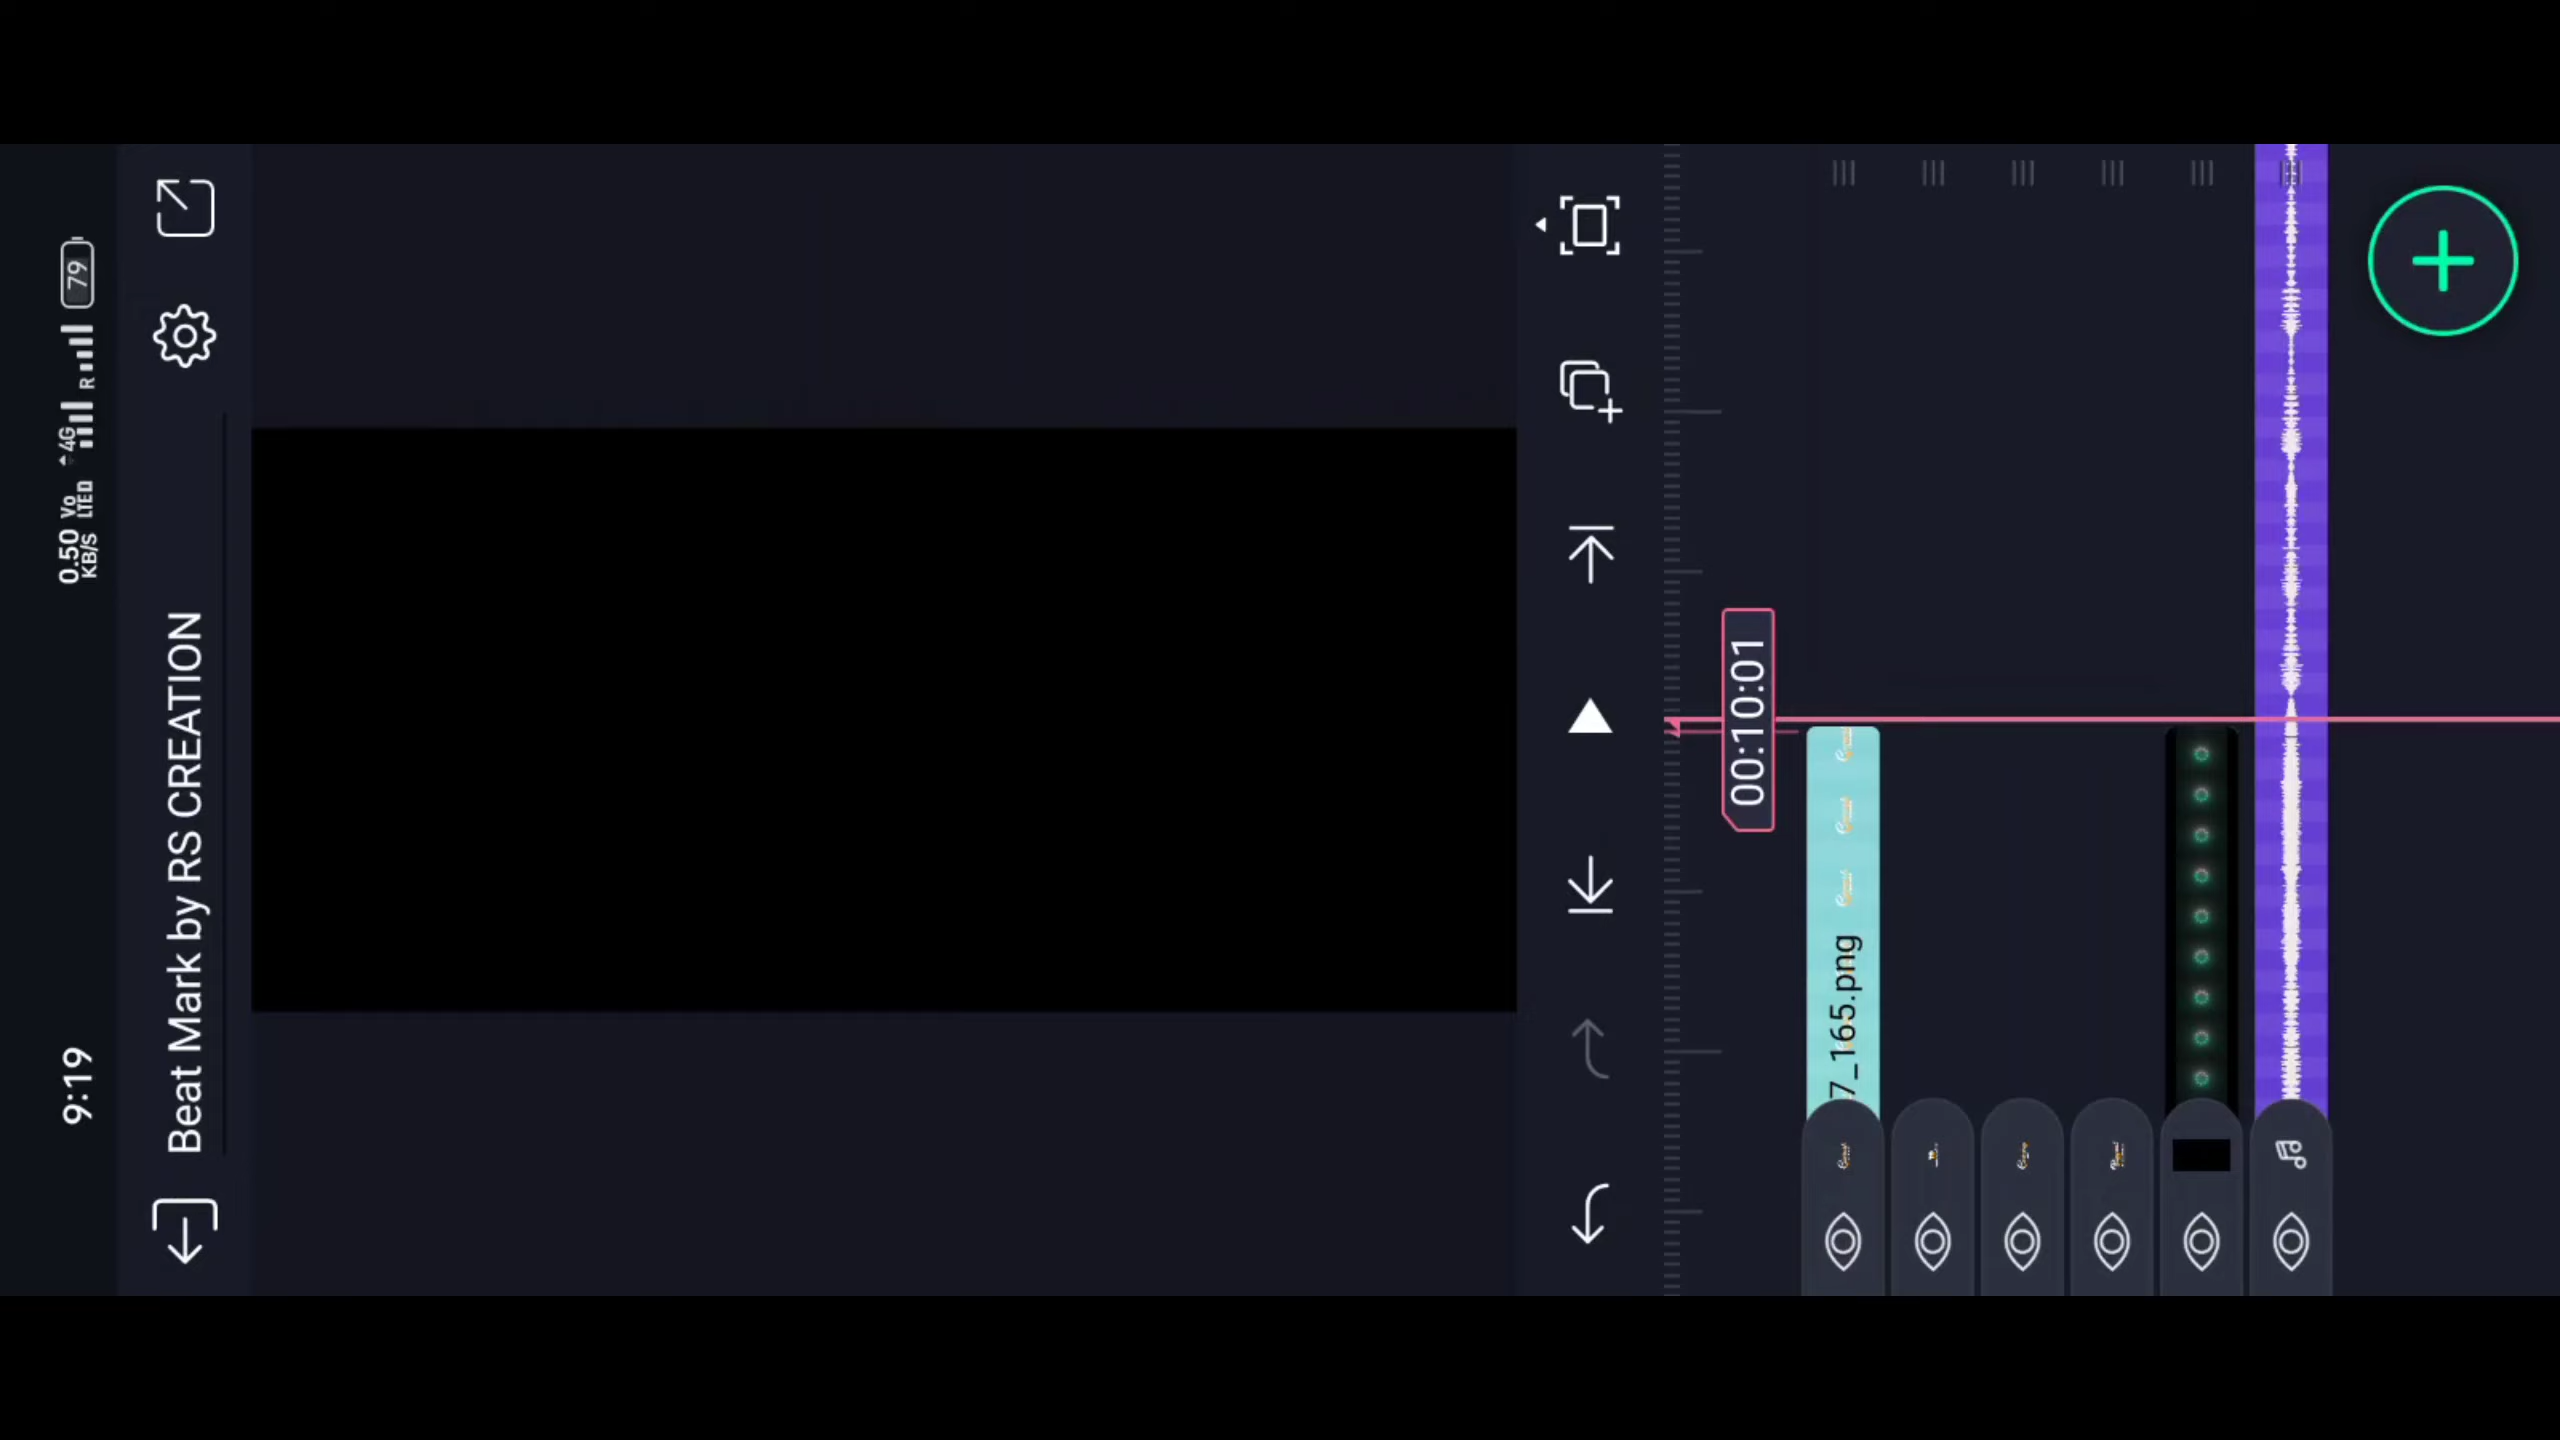 9:19
0.50 KB/S
Vo LTED
4G
R
79
Beat Mark by RS CREATION
00:10:01
7_165.png